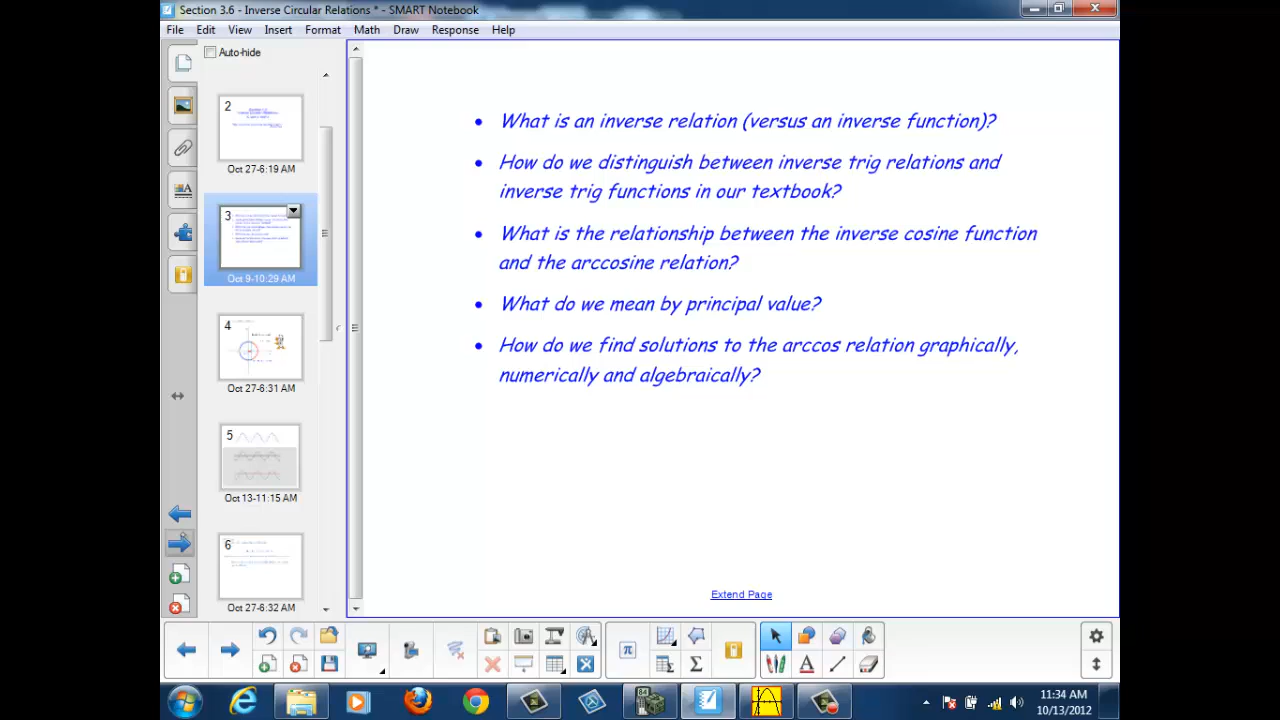 Section 3.6 - Inverse Circular Relations * - SMART Notebook
File Edit View Insert Format Math Draw Response Help
Auto-hide
2
Oct 27-6:19 AM
3
Oct 9-10:29 AM
4
Oct 27-6:31 AM
5
Oct 13-11:15 AM
6
Oct 27-6:32 AM
• What is an inverse relation (versus an inverse function)?
• How do we distinguish between inverse trig relations and
inverse trig functions in our textbook?
• What is the relationship between the inverse cosine function
and the arccosine relation?
• What do we mean by principal value?
• How do we find solutions to the arccos relation graphically,
numerically and algebraically?
Extend Page
11:34 AM
10/13/2012